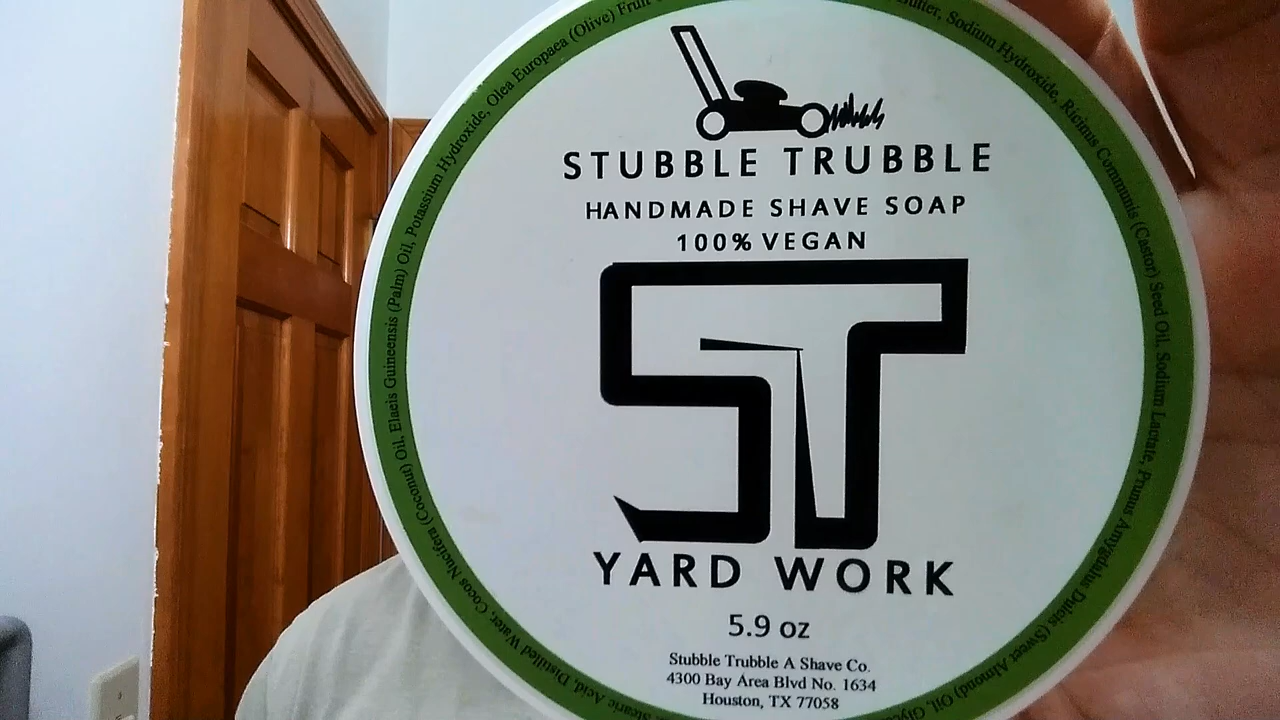 STUBBLE TRUBBLE
HANDMADE SHAVE SOAP
100% VEGAN
ST
YARD WORK
5.9 oz
Stubble Trubble A Shave Co.
4300 Bay Area Blvd No. 1634
Houston, TX 77058
Stearic Acid, Distilled Water, Cocos Nucifera (Coconut) Oil, Elaeis Guineensis (Palm) Oil, Potassium Hydroxide, Olea Europaea (Olive) Fruit
Butter, Sodium Hydroxide, Ricinus Communis (Castor) Seed Oil, Sodium Lactate, Prunus Amygdalus Dulcis (Sweet Almond) Oil,